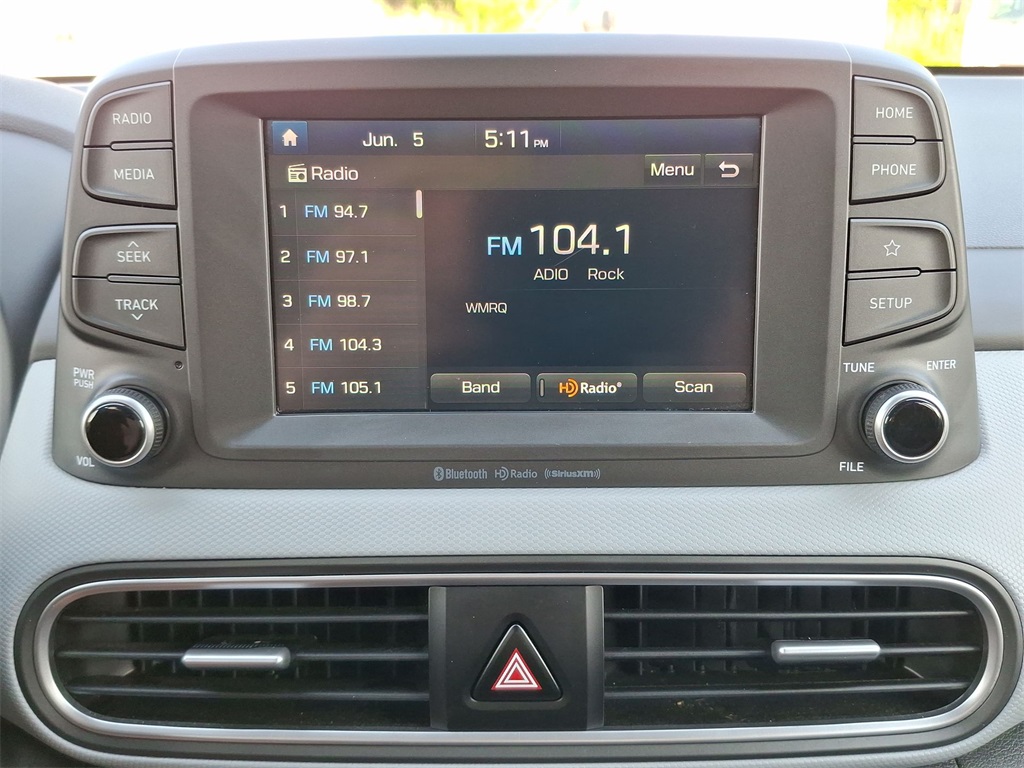 RADIO
MEDIA
SEEK
TRACK
PWR
PUSH
VOL
Jun. 5 5:11 PM
Radio Menu
1 FM 94.7
2 FM 97.1
3 FM 98.7
4 FM 104.3
5 FM 105.1
FM 104.1
ADIO Rock
WMRQ
Band HD Radio® Scan
HOME
PHONE
SETUP
TUNE ENTER
FILE
Bluetooth HD Radio ((SiriusXM))